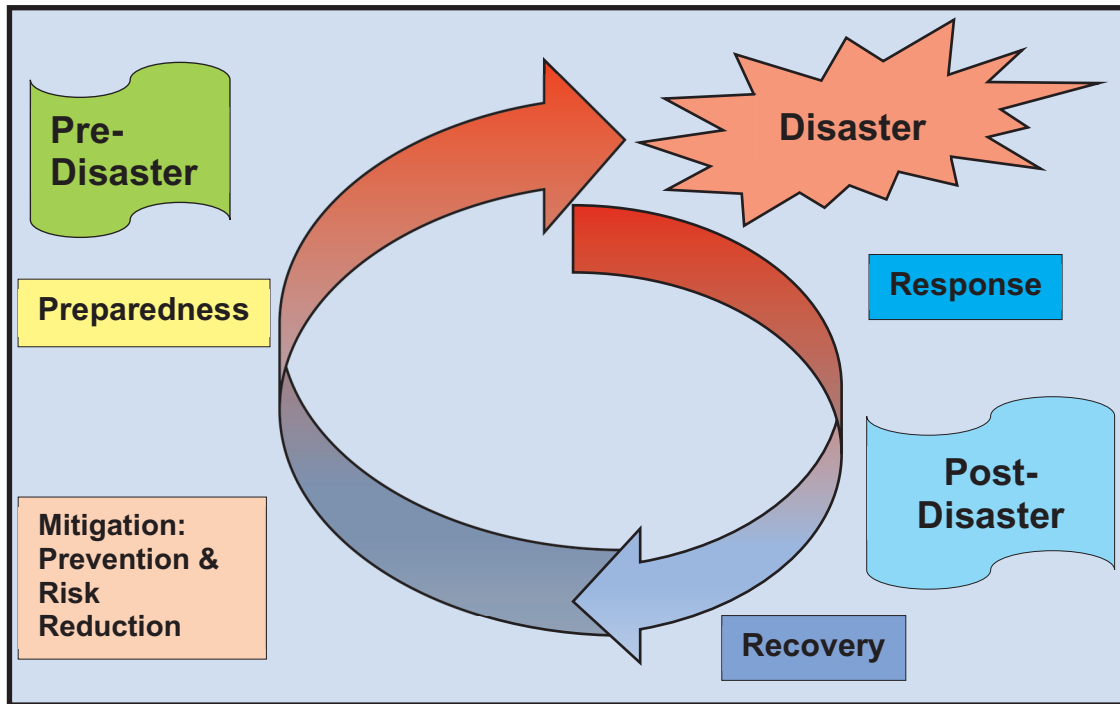 Pre-
Disaster
Disaster
Preparedness
Response
Mitigation:
Prevention &
Risk
Reduction
Post-
Disaster
Recovery